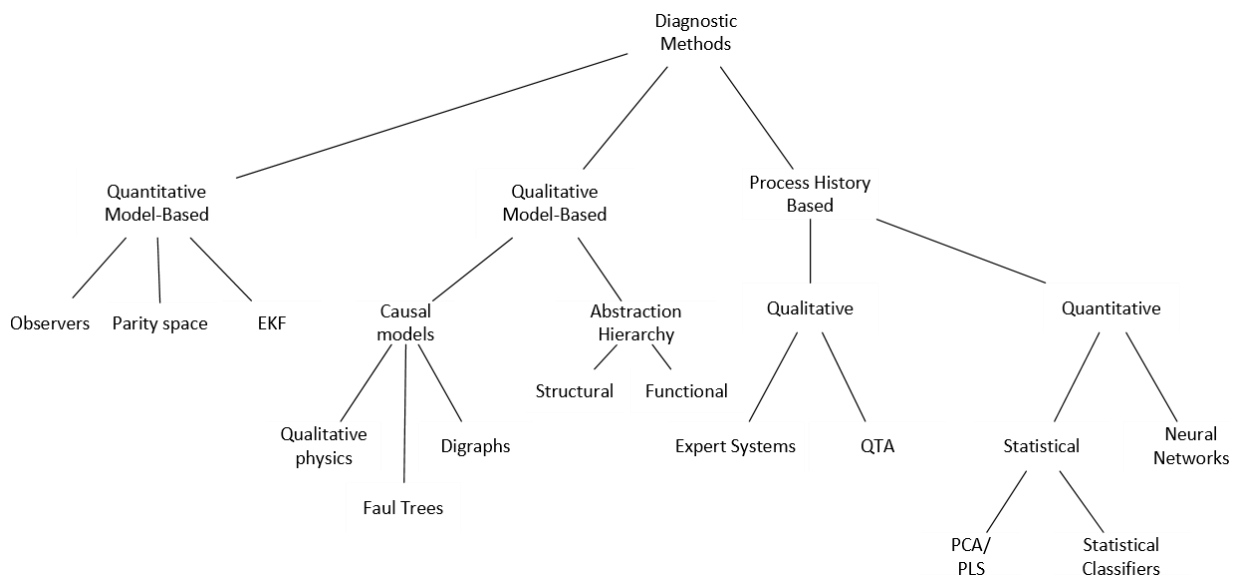 Diagnostic
Methods
Quantitative
Model-Based
Qualitative
Model-Based
Process History
Based
Observers
Parity space
EKF
Causal
models
Abstraction
Hierarchy
Qualitative
Quantitative
Structural
Functional
Qualitative
physics
Faul Trees
Digraphs
Expert Systems
QTA
Statistical
Neural
Networks
PCA/
PLS
Statistical
Classifiers